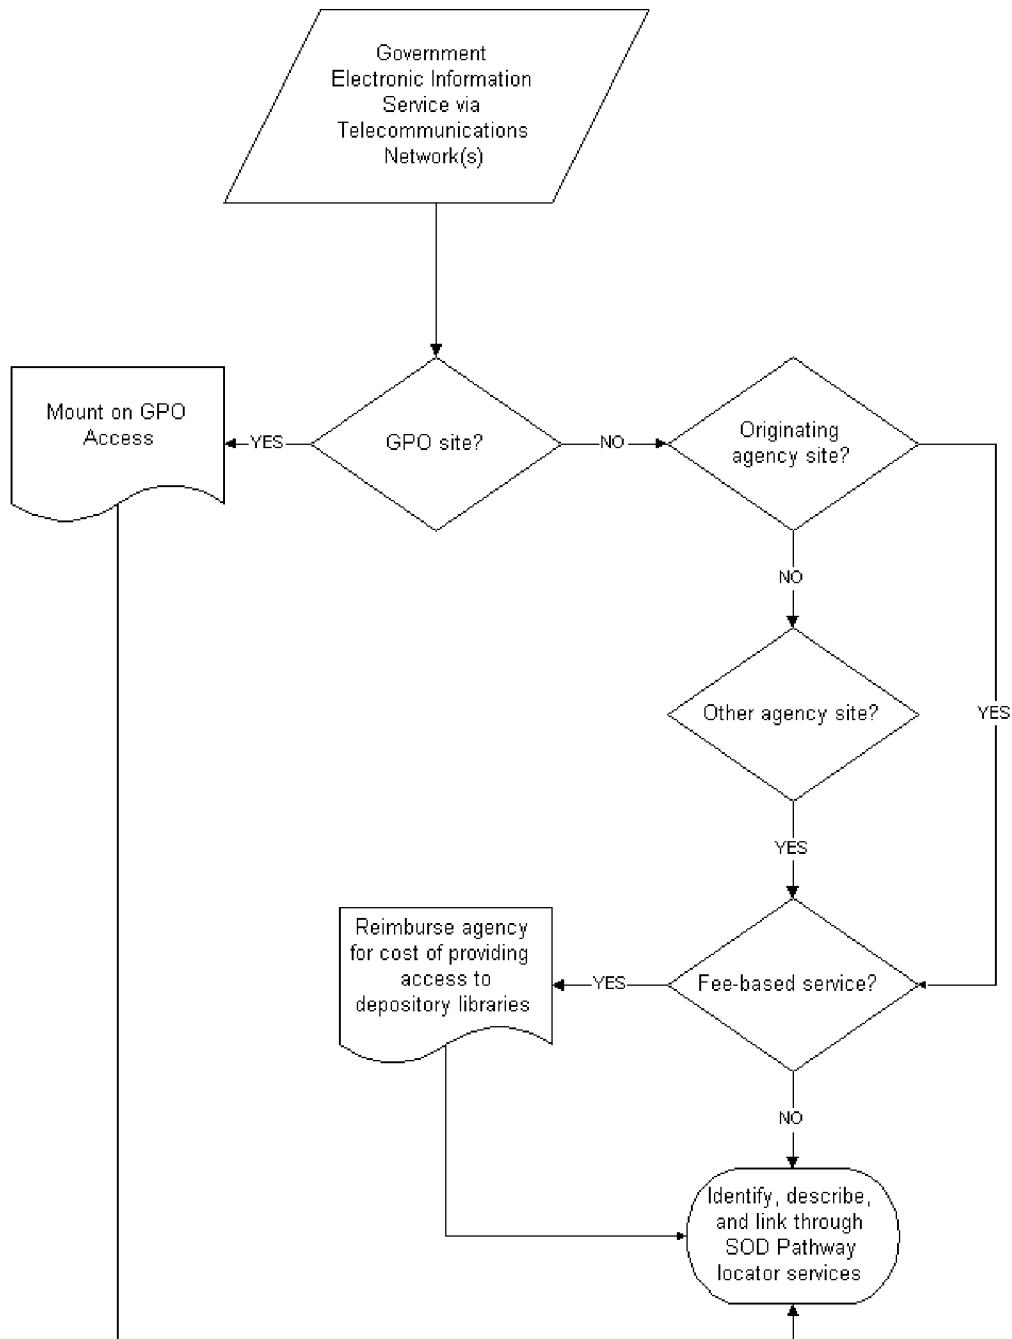 Government
Electronic Information
Service via
Telecommunications
Network(s)
Mount on GPO
Access
YES
GPO site?
NO
Originating
agency site?
NO
Other agency site?
YES
YES
Reimburse agency
for cost of providing
access to
depository libraries
YES
Fee-based service?
NO
Identify, describe,
and link through
SOD Pathway
locator services